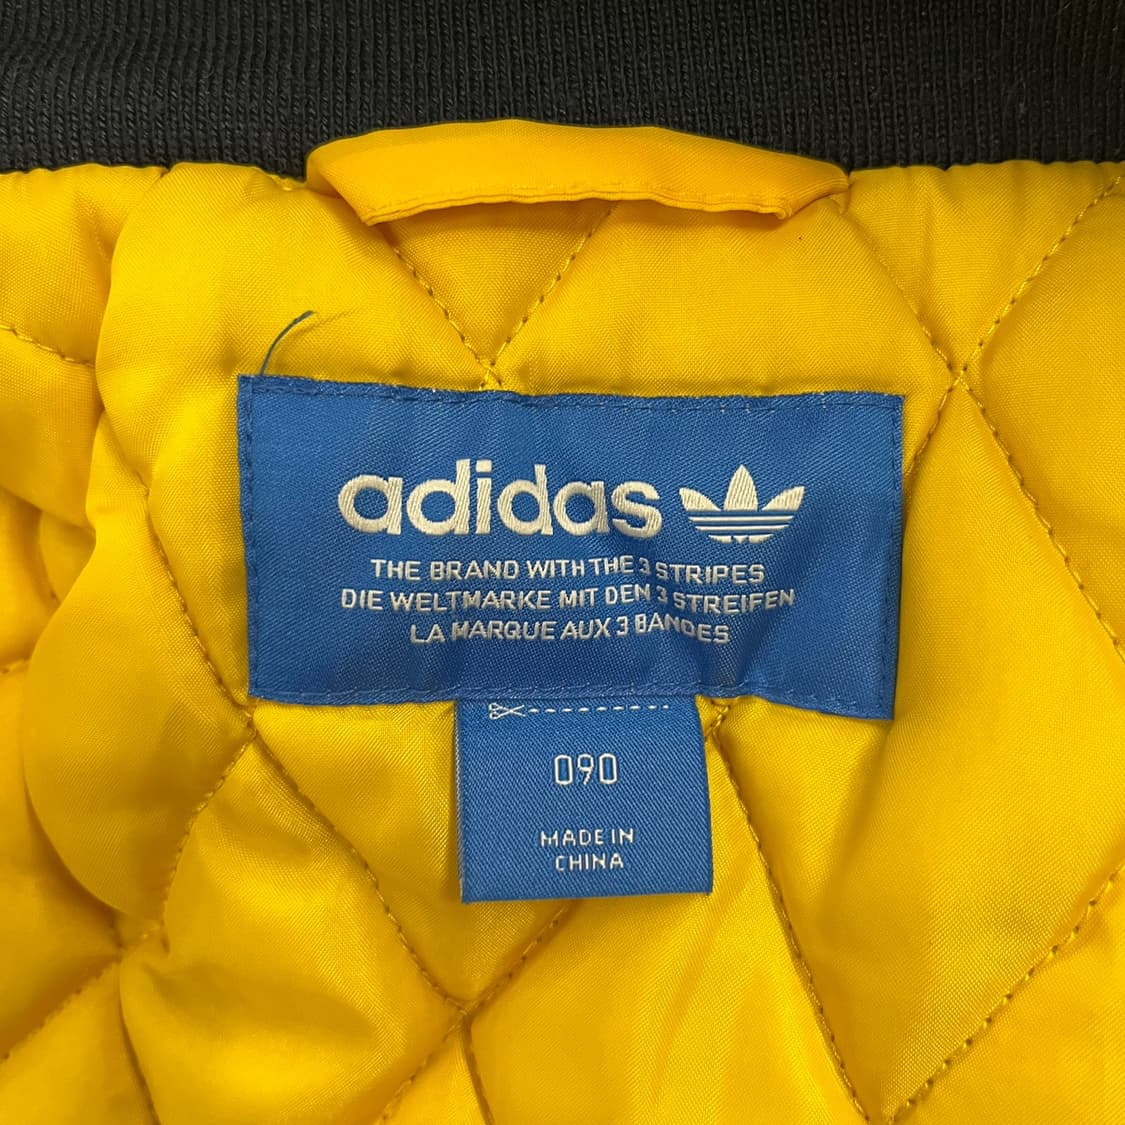 adidas
THE BRAND WITH THE 3 STRIPES
DIE WELTMARKE MIT DEN 3 STREIFEN
LA MARQUE AUX 3 BANDES
090
MADE IN
CHINA